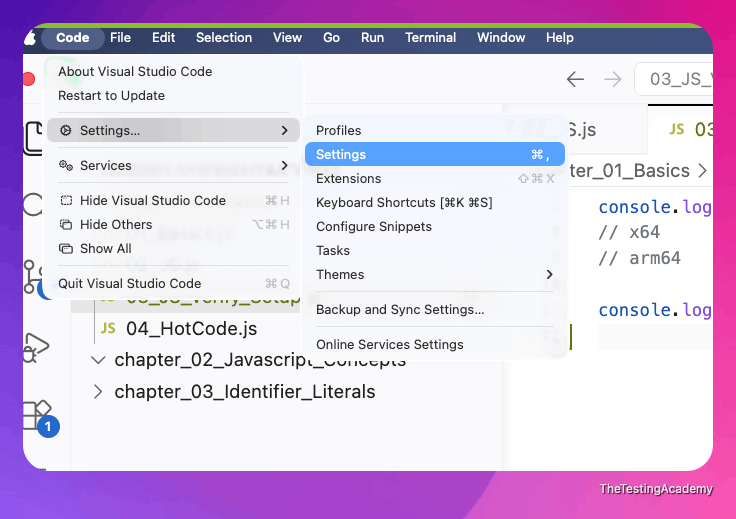 Code File Edit Selection View Go Run Terminal Window Help
About Visual Studio Code
Restart to Update
Settings...
Services
Hide Visual Studio Code ⌘ H
Hide Others ⌥ ⌘ H
Show All
Quit Visual Studio Code ⌘ Q
Profiles
Settings ⌘ ,
Extensions ⇧ ⌘ X
Keyboard Shortcuts [⌘K ⌘S]
Configure Snippets
Tasks
Themes
Backup and Sync Settings...
Online Services Settings
03_JS_Verify_Setup
JS 04_HotCode.js
chapter_02_Javascript_Concepts
chapter_03_Identifier_Literals
1
03_JS_V
S.js
JS 03
ter_01_Basics >
console.log
// x64
// arm64
console.log
TheTestingAcademy